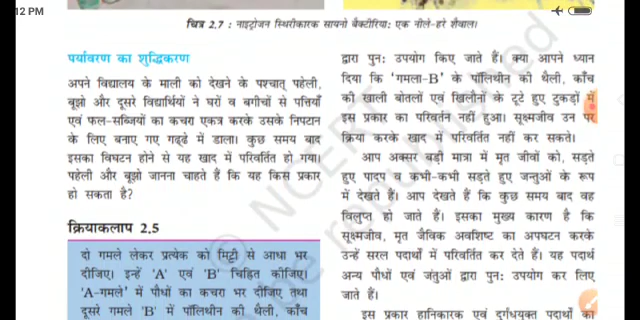 12 PM
चित्र 2.7 : नाइट्रोजन स्थिरीकारक सायनो बैक्टीरिया: एक नीले-हरे शैवाल।
पर्यावरण का शुद्धिकरण
अपने विद्यालय के माली को देखने के पश्चात् पहेली,
बूझो और दूसरे विद्यार्थियों ने घरों व बगीचों से पत्तियाँ
एवं फल-सब्जियों का कचरा एकत्र करके उसके निपटान
के लिए बनाए गए गड्ढे में डाला। कुछ समय बाद
इसका विघटन होने से यह खाद में परिवर्तित हो गया।
पहेली और बूझो जानना चाहते हैं कि यह किस प्रकार
हो सकता है?
क्रियाकलाप 2.5
दो गमले लेकर प्रत्येक को मिट्टी से आधा भर
दीजिए। इन्हें 'A' एवं 'B' चिह्नित कीजिए।
'A-गमले' में पौधों का कचरा भर दीजिए तथा
दूसरे गमले 'B' में पॉलिथीन की थैली, काँच
द्वारा पुन: उपयोग किए जाते हैं। क्या आपने ध्यान
दिया कि 'गमला-B' के पॉलिथीन की थैली, काँच
की खाली बोतलों एवं खिलौनों के टूटे हुए टुकड़ों में
इस प्रकार का परिवर्तन नहीं हुआ। सूक्ष्मजीव उन पर
क्रिया करके खाद में परिवर्तित नहीं कर सकते।
आप अक्सर बड़ी मात्रा में मृत जीवों को, सड़ते
हुए पादप व कभी-कभी सड़ते हुए जन्तुओं के रूप
में देखते हैं। आप देखते हैं कि कुछ समय बाद वह
विलुप्त हो जाते हैं। इसका मुख्य कारण है कि
सूक्ष्मजीव, मृत जैविक अवशिष्ट का अपघटन करके
उन्हें सरल पदार्थों में परिवर्तित कर देते हैं। यह पदार्थ
अन्य पौधों एवं जंतुओं द्वारा पुन: उपयोग कर लिए
जाते हैं।
इस प्रकार हानिकारक एवं दुर्गंधयुक्त पदार्थों का
© NCERT
be republished